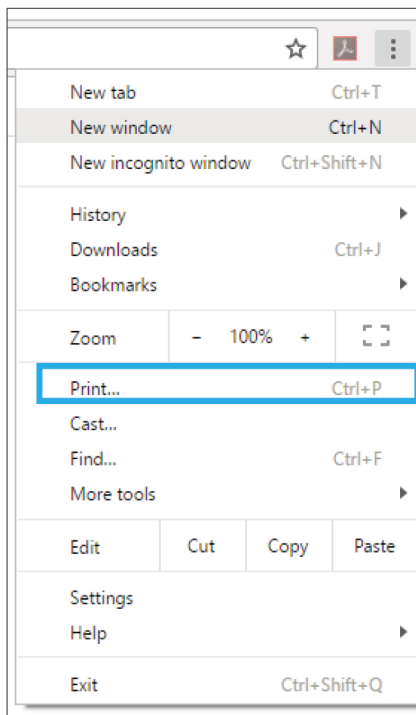 New tab Ctrl+T
New window Ctrl+N
New incognito window Ctrl+Shift+N
History
Downloads Ctrl+J
Bookmarks
Zoom - 100% +
Print... Ctrl+P
Cast...
Find... Ctrl+F
More tools
Edit Cut Copy Paste
Settings
Help
Exit Ctrl+Shift+Q